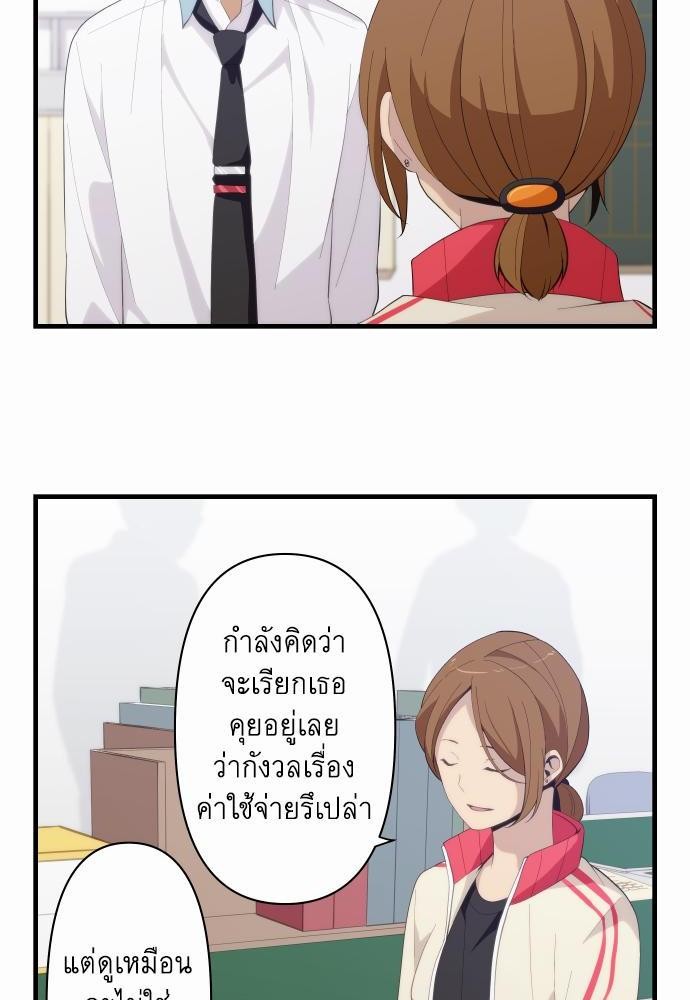 กำลังคิดว่า
จะเรียกเธอ
คุยอยู่เลย
ว่ากังวลเรื่อง
ค่าใช้จ่ายรึเปล่า
แต่ดูเหมือน